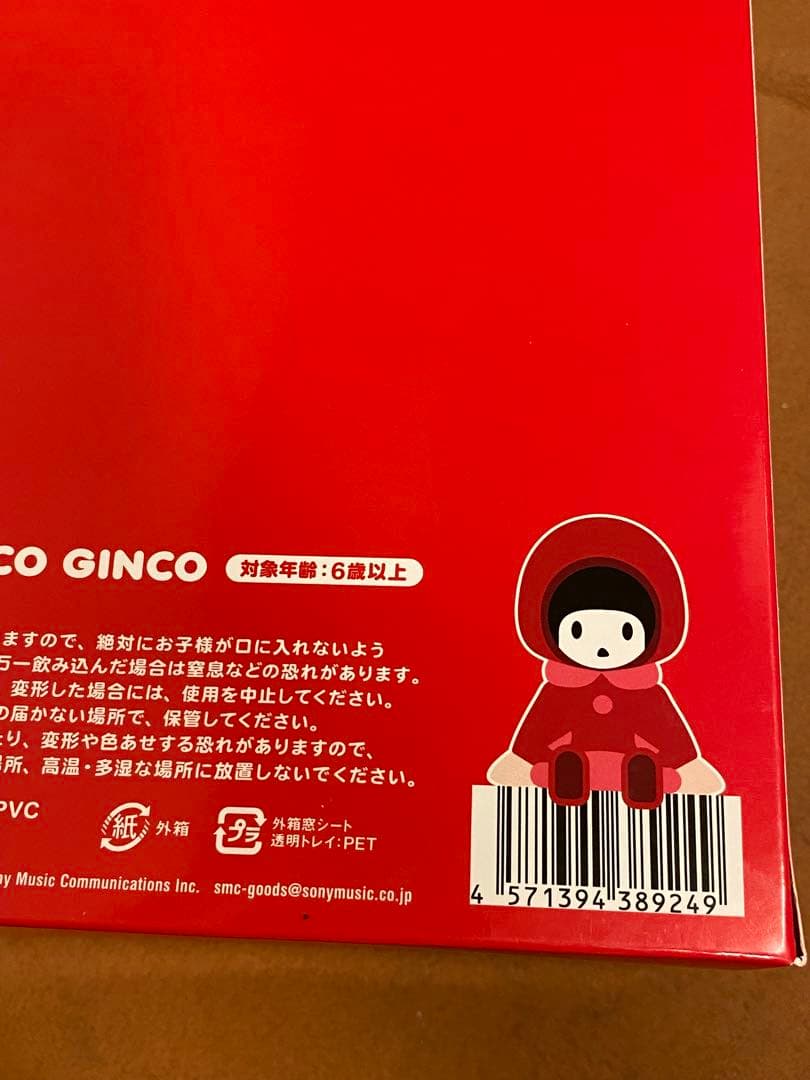 CO GINCO 対象年齢：6歳以上
ますので、絶対にお子様が口に入れないよう
万一飲み込んだ場合は窒息などの恐れがあります。
、変形した場合には、使用を中止してください。
の届かない場所で、保管してください。
たり、変形や色あせする恐れがありますので、
場所、高温・多湿な場所に放置しないでください。
PVC
紙 外箱
プラ 外箱窓シート
透明トレイ：PET
ny Music Communications Inc. smc-goods@sonymusic.co.jp
4 571394 389249